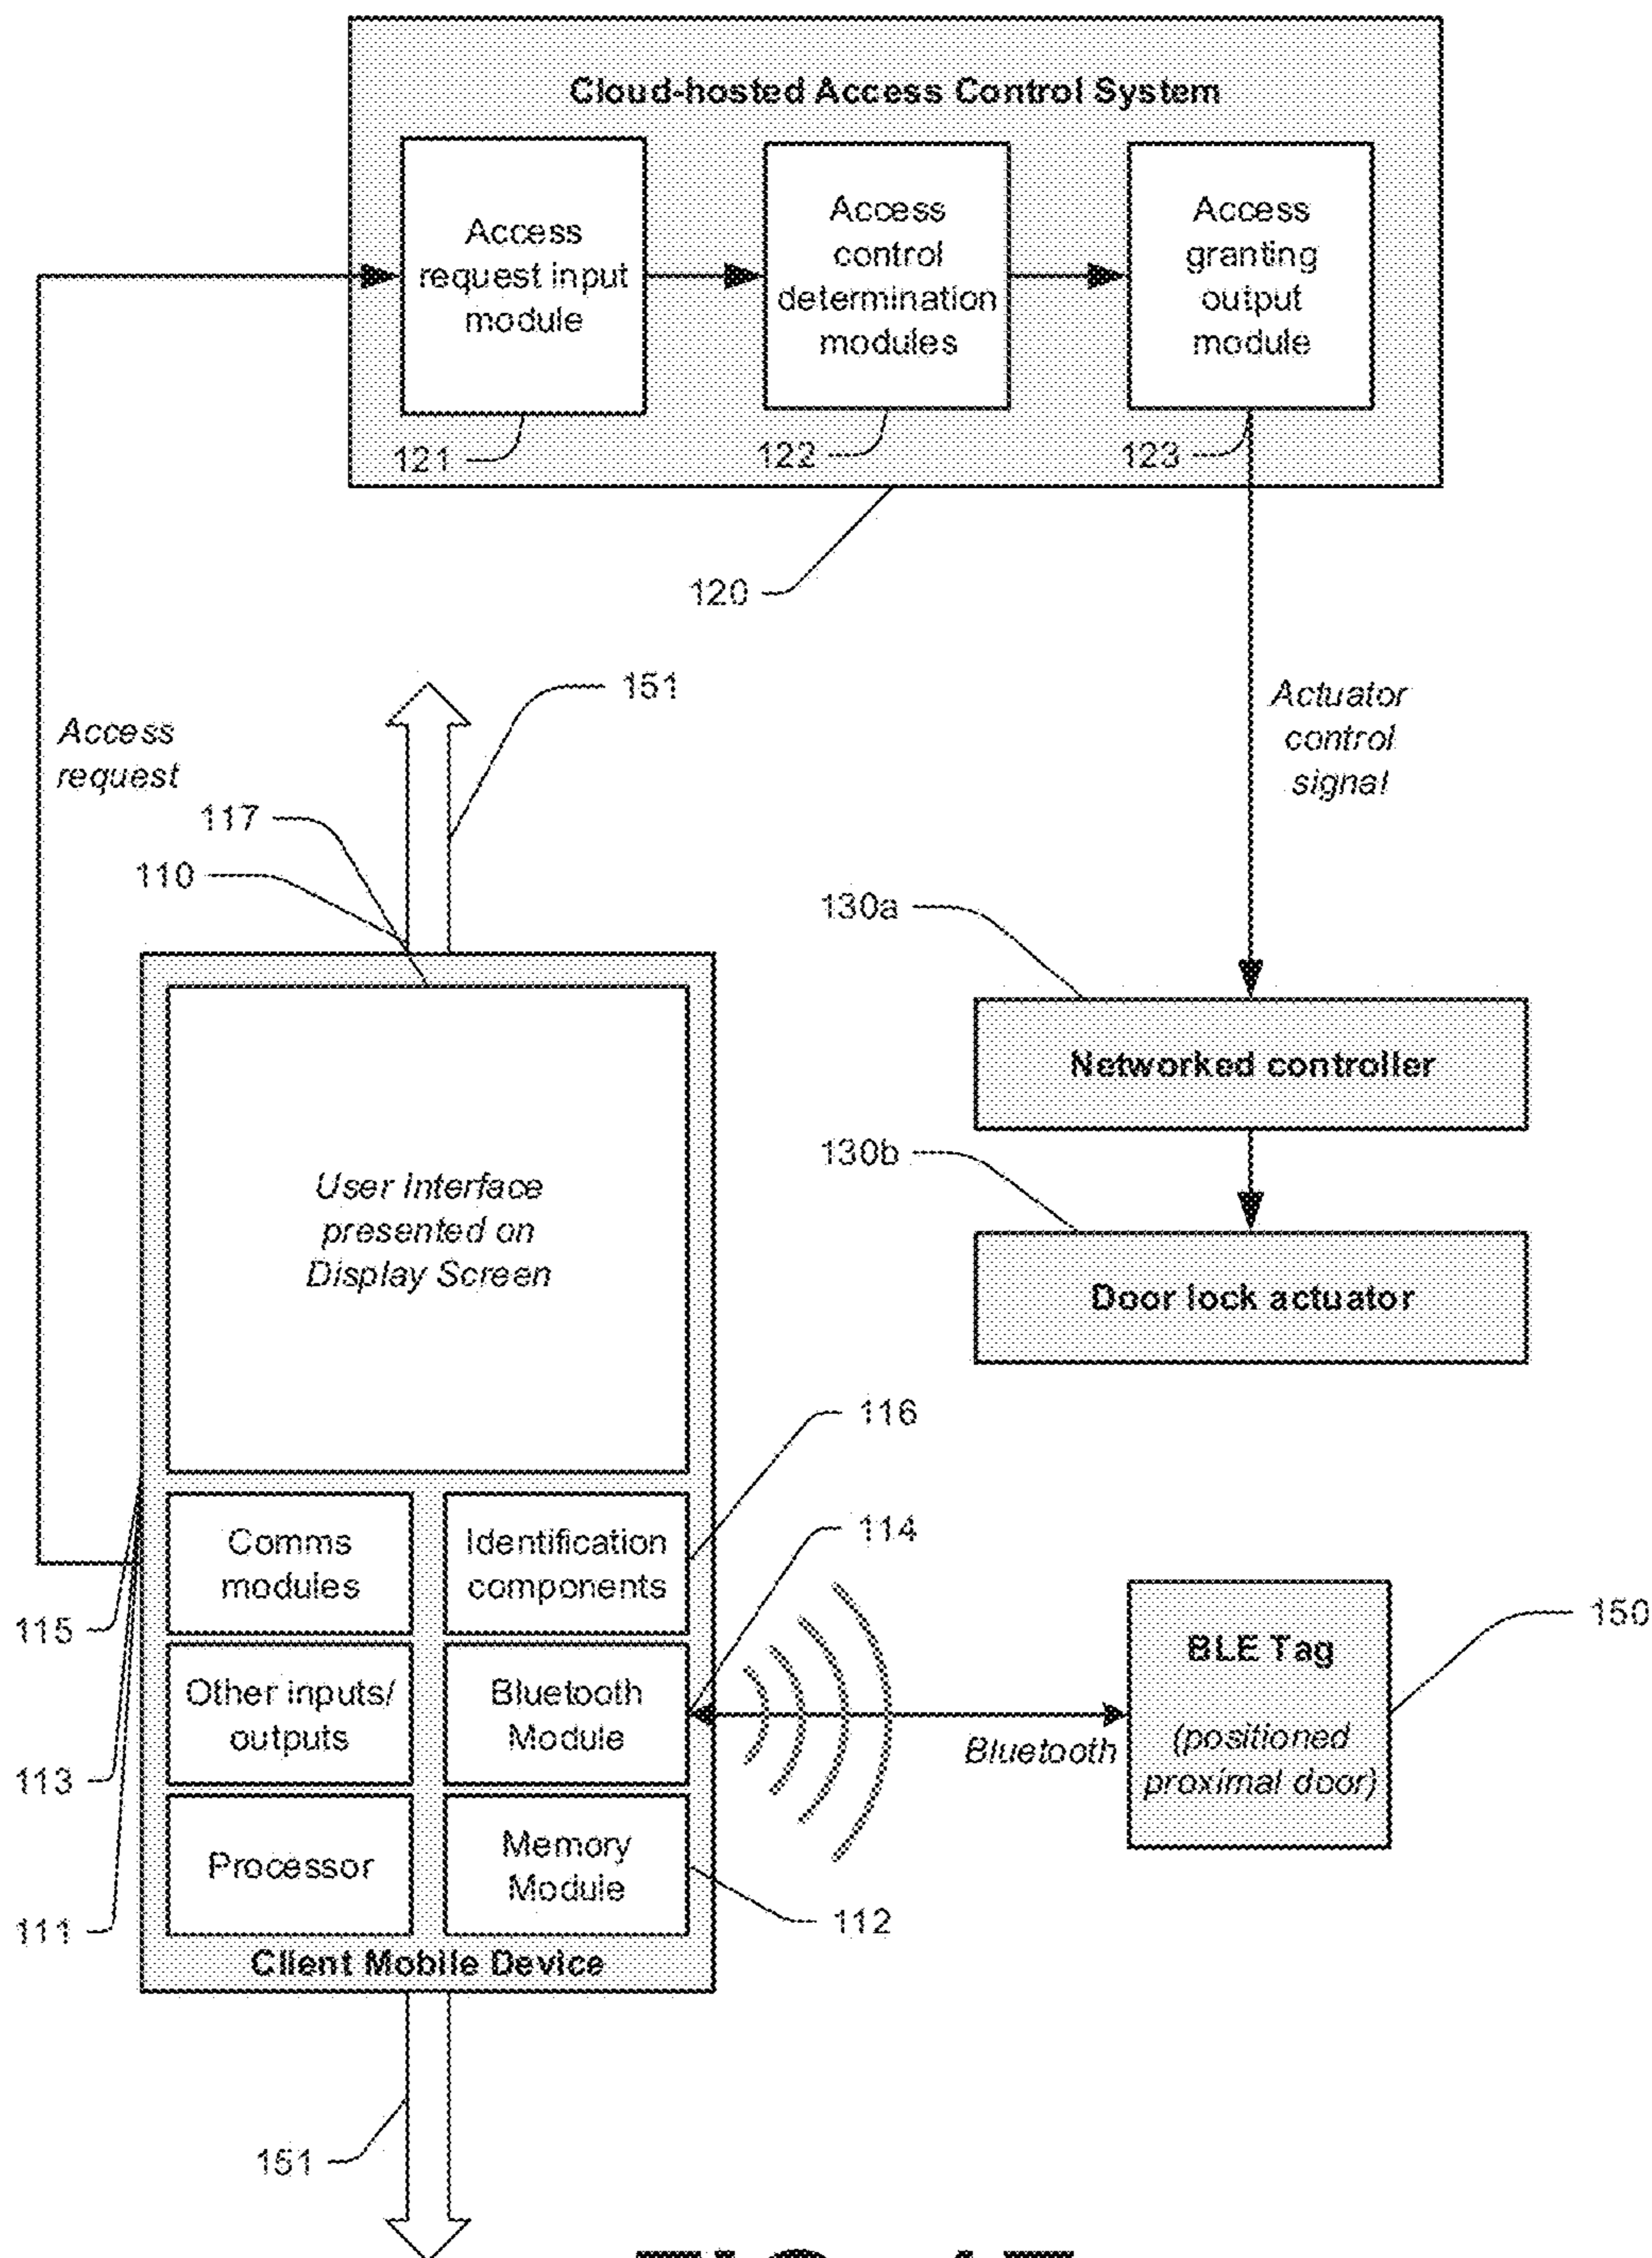 Cloud-hosted Access Control System
Access
request input
module
Access
control
determination
modules
Access
granting
output
module
121
122
123
120
151
Access
request
Actuator
control
signal
117
110
130a
Networked controller
130b
User Interface
presented on
Display Screen
Door lock actuator
116
114
Comms
modules
Identification
components
115
150
BLE Tag
(positioned
proximal door)
Other inputs/
outputs
Bluetooth
Module
Bluetooth
113
Processor
Memory
Module
111
112
Client Mobile Device
151